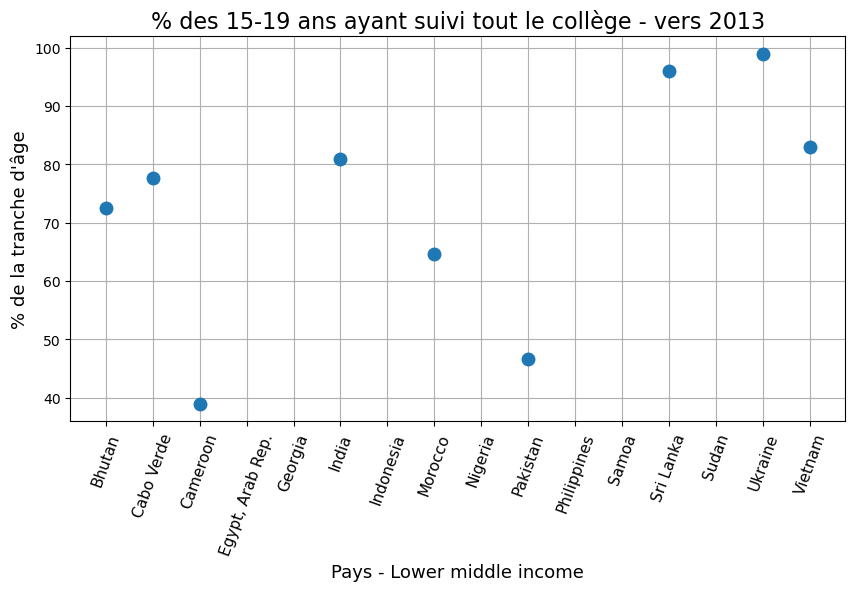 % des 15-19 ans ayant suivi tout le collège - vers 2013
% de la tranche d'âge
100
90
80
70
60
50
40
Bhutan
Cabo Verde
Cameroon
Egypt, Arab Rep.
Georgia
India
Indonesia
Morocco
Nigeria
Pakistan
Philippines
Samoa
Sri Lanka
Sudan
Ukraine
Vietnam
Pays - Lower middle income